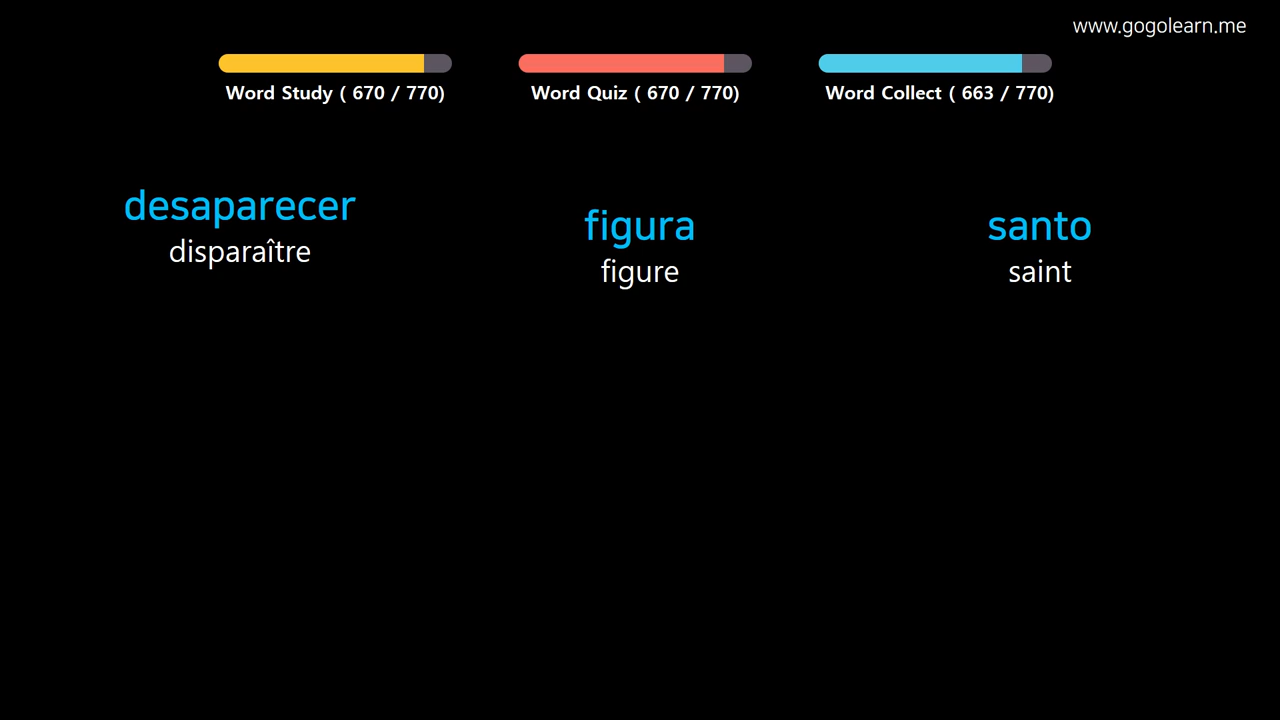 www.gogolearn.me
Word Study ( 670 / 770)
Word Quiz ( 670 / 770)
Word Collect ( 663 / 770)
desaparecer
disparaître
figura
figure
santo
saint